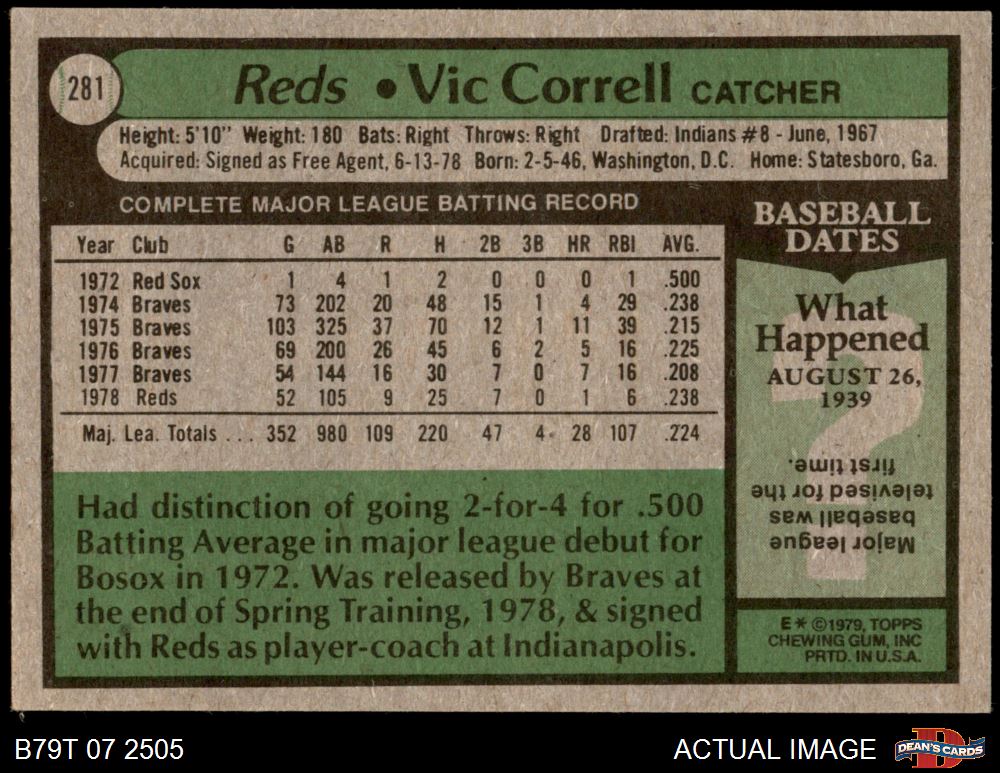 281
Reds • Vic Correll CATCHER
Height: 5'10" Weight: 180 Bats: Right Throws: Right Drafted: Indians #8 - June, 1967
Acquired: Signed as Free Agent, 6-13-78 Born: 2-5-46, Washington, D.C. Home: Statesboro, Ga.
COMPLETE MAJOR LEAGUE BATTING RECORD
Year Club G AB R H 2B 3B HR RBI AVG.
1972 Red Sox 1 4 1 2 0 0 0 1 .500
1974 Braves 73 202 20 48 15 1 4 29 .238
1975 Braves 103 325 37 70 12 1 11 39 .215
1976 Braves 69 200 26 45 6 2 5 16 .225
1977 Braves 54 144 16 30 7 0 7 16 .208
1978 Reds 52 105 9 25 7 0 1 6 .238
Maj. Lea. Totals . . . 352 980 109 220 47 4 28 107 .224
Had distinction of going 2-for-4 for .500
Batting Average in major league debut for
Bosox in 1972. Was released by Braves at
the end of Spring Training, 1978, & signed
with Reds as player-coach at Indianapolis.
BASEBALL
DATES
What
Happened
AUGUST 26,
1939
Major league
baseball was
televised for the
first time.
E* ©1979, TOPPS
CHEWING GUM, INC
PRTD. IN U.S.A.
B79T 07 2505
ACTUAL IMAGE
DEAN'S CARDS